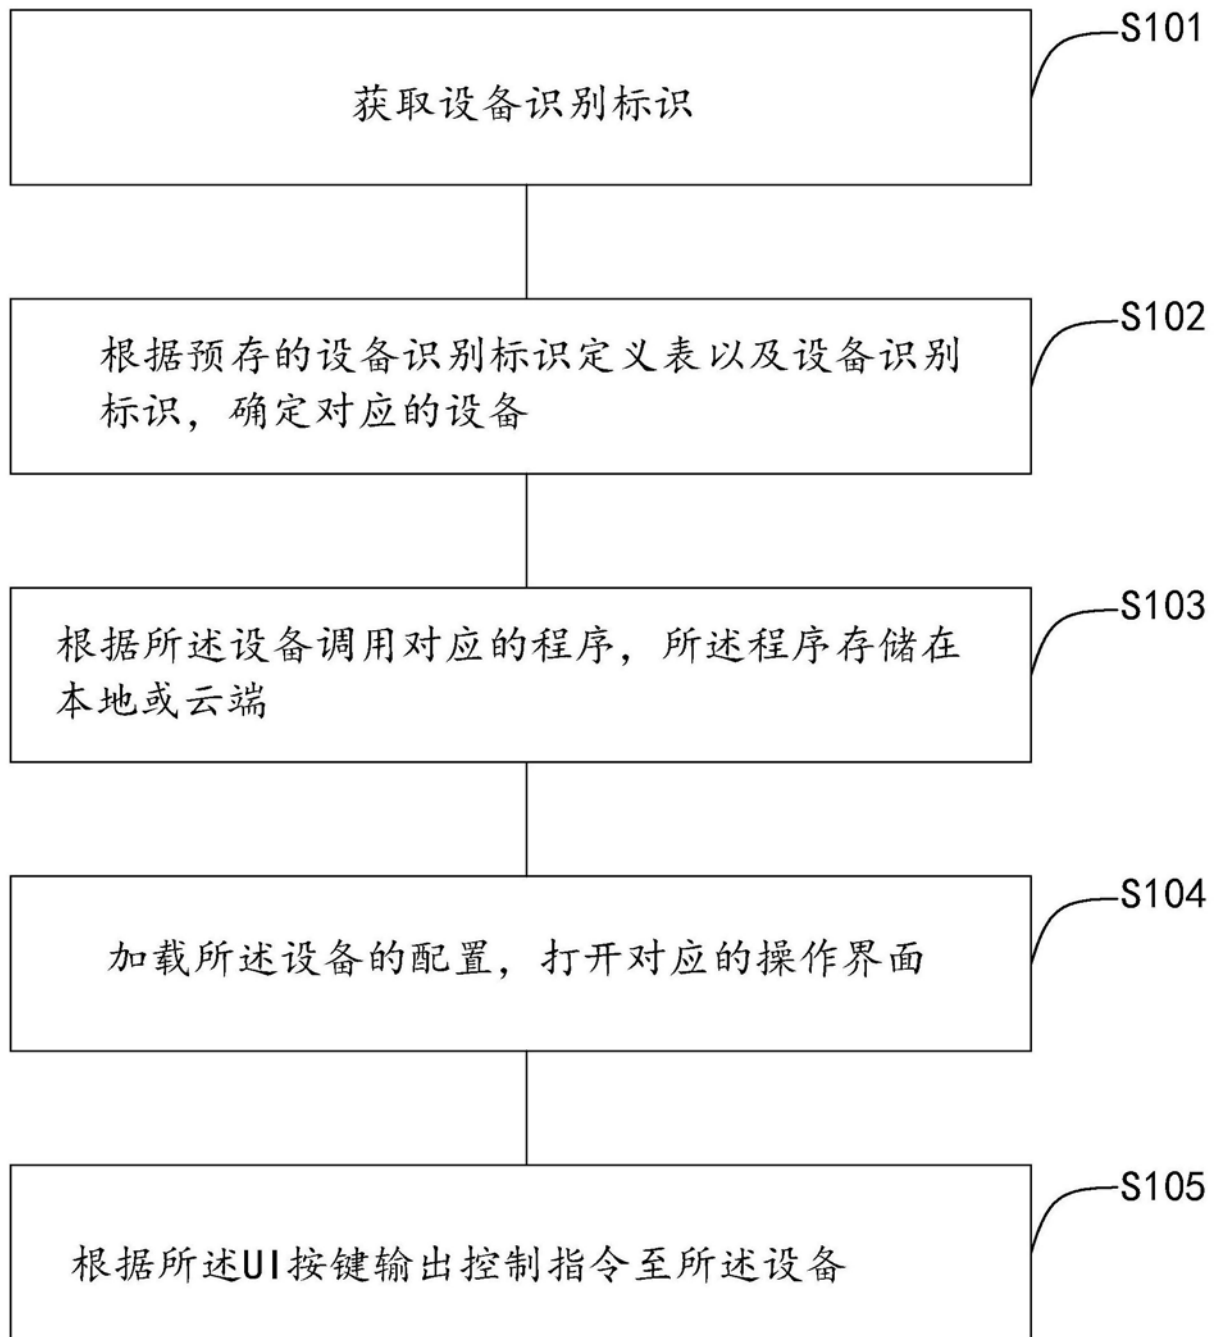 S101
获取设备识别标识
S102
根据预存的设备识别标识定义表以及设备识别
标识，确定对应的设备
S103
根据所述设备调用对应的程序，所述程序存储在
本地或云端
S104
加载所述设备的配置，打开对应的操作界面
S105
根据所述UI按键输出控制指令至所述设备